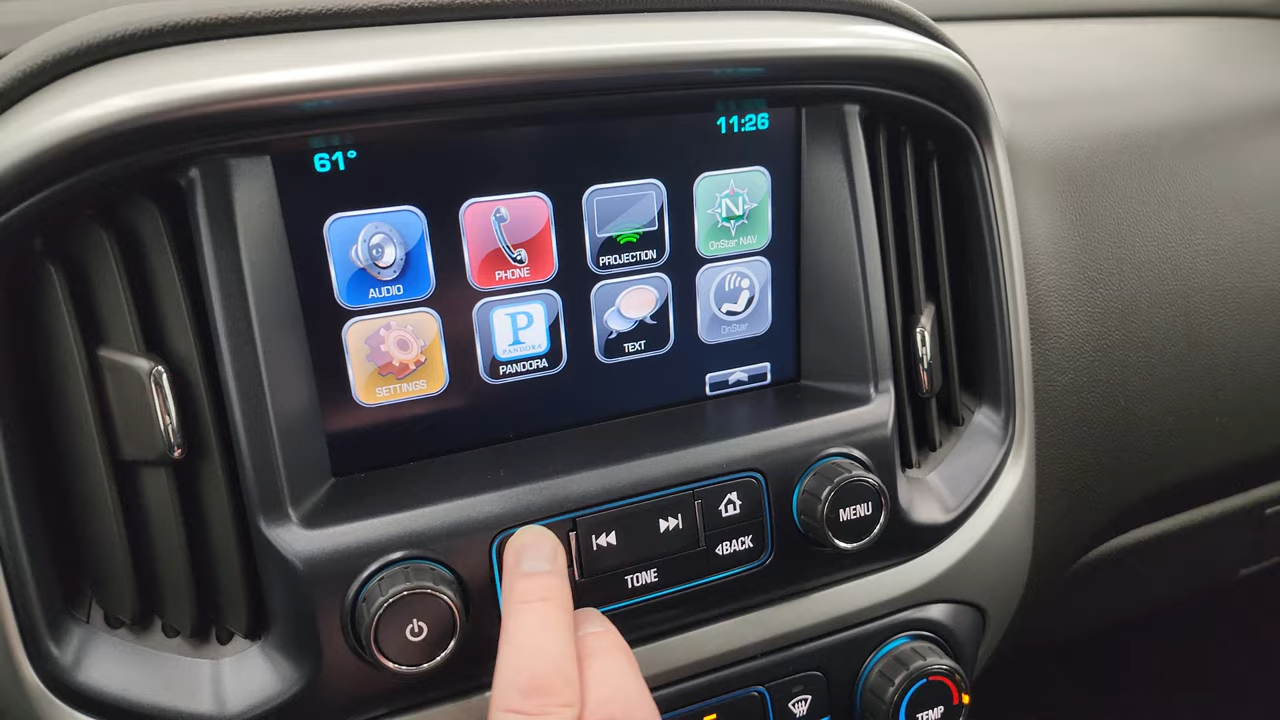 61°
11:26
AUDIO
PHONE
PROJECTION
N
OnStar NAV
SETTINGS
P
PANDORA
PANDORA
TEXT
OnStar
MENU
BACK
TONE
TEMP